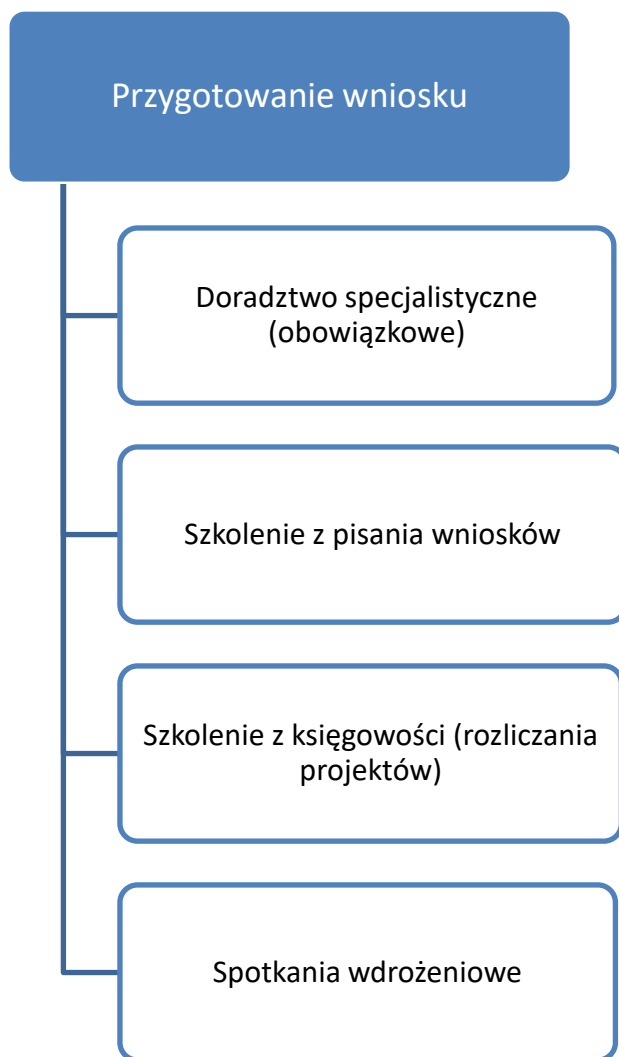 Przygotowanie wniosku
Doradztwo specjalistyczne
(obowiązkowe)
Szkolenie z pisania wniosków
Szkolenie z księgowości (rozliczania
projektów)
Spotkania wdrożeniowe